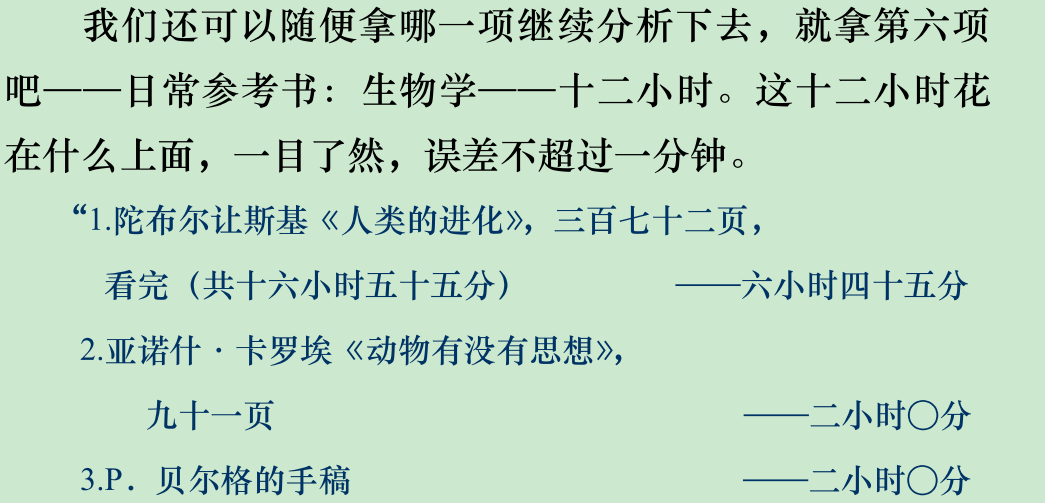 我们还可以随便拿哪一项继续分析下去，就拿第六项
吧——日常参考书：生物学——十二小时。这十二小时花
在什么上面，一目了然，误差不超过一分钟。
“1.陀布尔让斯基《人类的进化》，三百七十二页，
看完（共十六小时五十五分） ——六小时四十五分
2.亚诺什·卡罗埃《动物有没有思想》，
九十一页 ——二小时〇分
3.P．贝尔格的手稿 ——二小时〇分